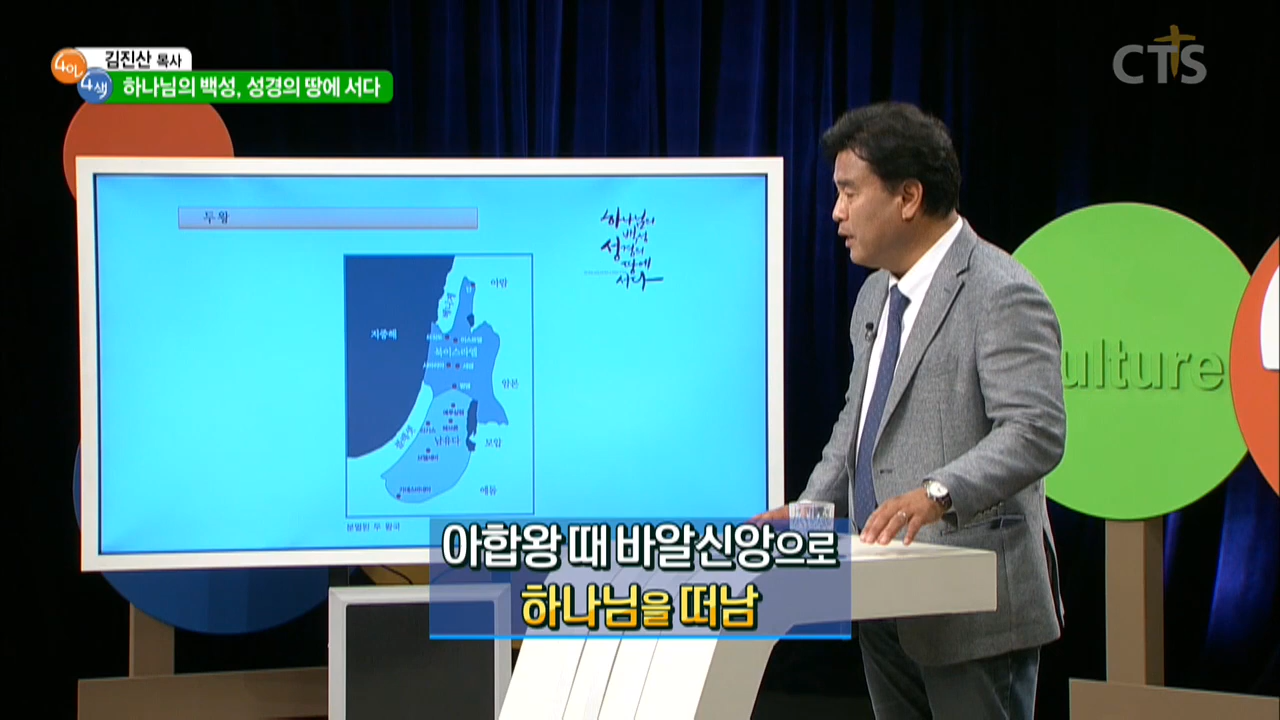 김진산 목사
4인
4색
하나님의 백성, 성경의 땅에 서다
CTS
두 왕
하나님의
백성
성경의
땅에
서다
아람
지중해
북이스라엘
암몬
블레셋
남유다
모압
에돔
분열된 두 왕국
ulture
아합왕 때 바알신앙으로
하나님을 떠남